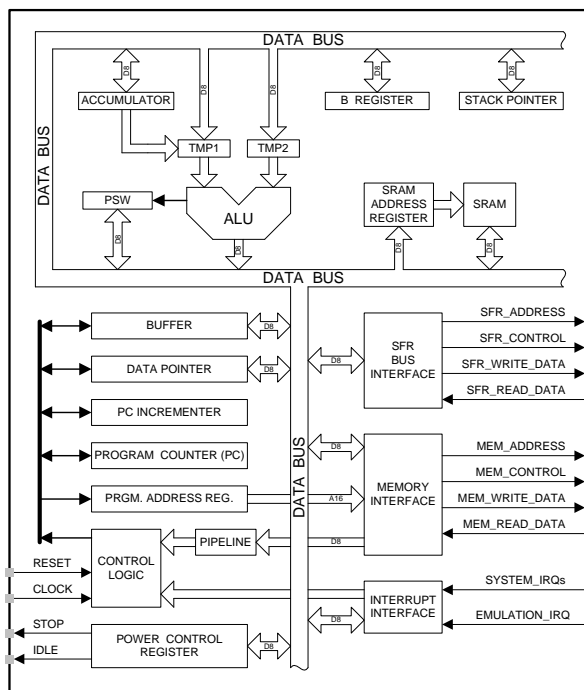 DATA BUS
DATA BUS
D8
D8
D8
D8
D8
ACCUMULATOR
B REGISTER
STACK POINTER
TMP1
TMP2
PSW
ALU
SRAM
ADDRESS
REGISTER
SRAM
D8
D8
D8
D8
DATA BUS
BUFFER
D8
DATA POINTER
D8
PC INCREMENTER
PROGRAM COUNTER (PC)
PRGM. ADDRESS REG.
A16
PIPELINE
D8
CONTROL
LOGIC
RESET
CLOCK
STOP
IDLE
POWER CONTROL
REGISTER
D8
DATA BUS
D8
SFR
BUS
INTERFACE
SFR_ADDRESS
SFR_CONTROL
SFR_WRITE_DATA
SFR_READ_DATA
D8
MEMORY
INTERFACE
MEM_ADDRESS
MEM_CONTROL
MEM_WRITE_DATA
MEM_READ_DATA
D8
INTERRUPT
INTERFACE
SYSTEM_IRQs
EMULATION_IRQ